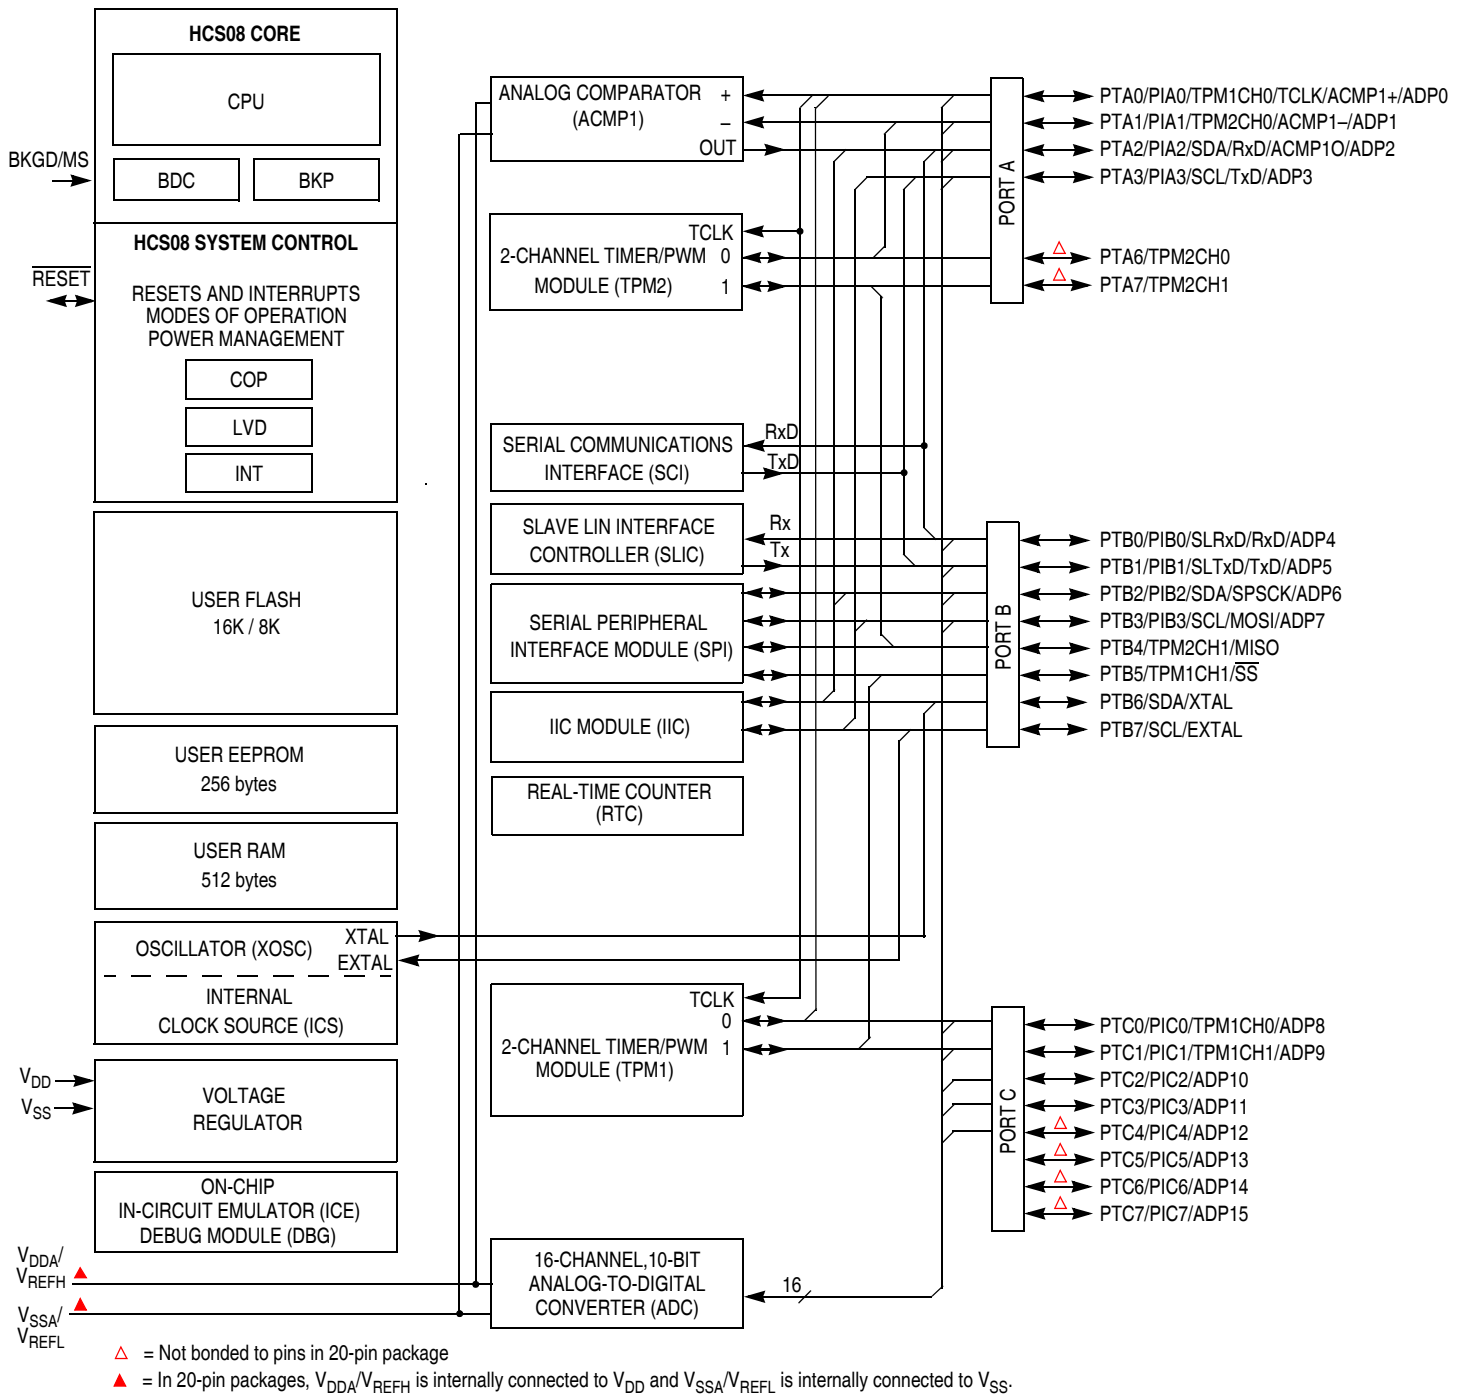 HCS08 CORE
CPU
BDC
BKP
BKGD/MS
HCS08 SYSTEM CONTROL
RESET
RESETS AND INTERRUPTS
MODES OF OPERATION
POWER MANAGEMENT
COP
LVD
INT
USER FLASH
16K / 8K
USER EEPROM
256 bytes
USER RAM
512 bytes
OSCILLATOR (XOSC)
XTAL
EXTAL
INTERNAL
CLOCK SOURCE (ICS)
VDD
VSS
VOLTAGE
REGULATOR
ON-CHIP
IN-CIRCUIT EMULATOR (ICE)
DEBUG MODULE (DBG)
VDDA/
VREFH
VSSA/
VREFL
ANALOG COMPARATOR
(ACMP1)
+
–
OUT
TCLK
2-CHANNEL TIMER/PWM
MODULE (TPM2)
0
1
SERIAL COMMUNICATIONS
INTERFACE (SCI)
RxD
TxD
SLAVE LIN INTERFACE
CONTROLLER (SLIC)
Rx
Tx
SERIAL PERIPHERAL
INTERFACE MODULE (SPI)
IIC MODULE (IIC)
REAL-TIME COUNTER
(RTC)
TCLK
0
2-CHANNEL TIMER/PWM
MODULE (TPM1)
1
16-CHANNEL,10-BIT
ANALOG-TO-DIGITAL
CONVERTER (ADC)
16
PORT A
PTA0/PIA0/TPM1CH0/TCLK/ACMP1+/ADP0
PTA1/PIA1/TPM2CH0/ACMP1–/ADP1
PTA2/PIA2/SDA/RxD/ACMP1O/ADP2
PTA3/PIA3/SCL/TxD/ADP3
PTA6/TPM2CH0
PTA7/TPM2CH1
PORT B
PTB0/PIB0/SLRxD/RxD/ADP4
PTB1/PIB1/SLTxD/TxD/ADP5
PTB2/PIB2/SDA/SPSCK/ADP6
PTB3/PIB3/SCL/MOSI/ADP7
PTB4/TPM2CH1/MISO
PTB5/TPM1CH1/SS
PTB6/SDA/XTAL
PTB7/SCL/EXTAL
PORT C
PTC0/PIC0/TPM1CH0/ADP8
PTC1/PIC1/TPM1CH1/ADP9
PTC2/PIC2/ADP10
PTC3/PIC3/ADP11
PTC4/PIC4/ADP12
PTC5/PIC5/ADP13
PTC6/PIC6/ADP14
PTC7/PIC7/ADP15
△ = Not bonded to pins in 20-pin package
▲ = In 20-pin packages, VDDA/VREFH is internally connected to VDD and VSSA/VREFL is internally connected to VSS.